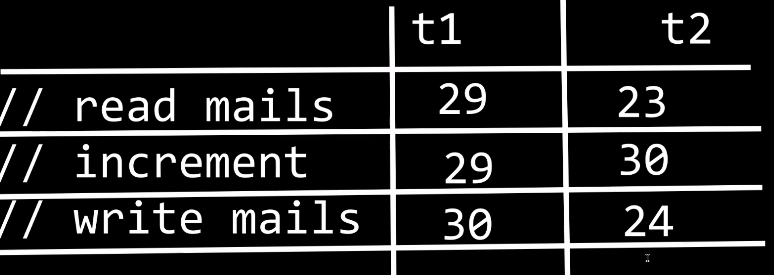 t1 t2
// read mails 29 23
// increment 29 30
// write mails 30 24